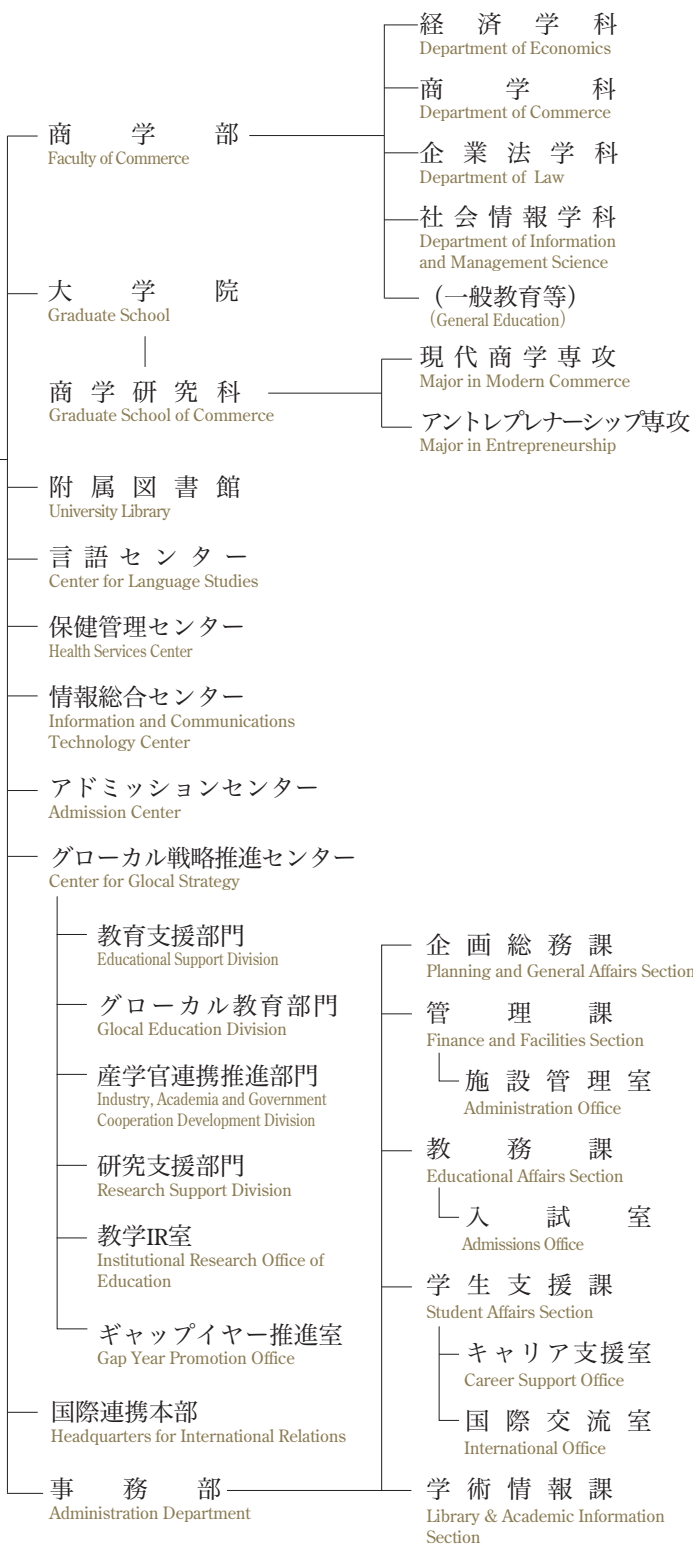 商学部
Faculty of Commerce
経済学科
Department of Economics
商学科
Department of Commerce
企業法学科
Department of Law
社会情報学科
Department of Information
and Management Science
(一般教育等)
(General Education)
大学院
Graduate School
商学研究科
Graduate School of Commerce
現代商学専攻
Major in Modern Commerce
アントレプレナーシップ専攻
Major in Entrepreneurship
附属図書館
University Library
言語センター
Center for Language Studies
保健管理センター
Health Services Center
情報総合センター
Information and Communications
Technology Center
アドミッションセンター
Admission Center
グローカル戦略推進センター
Center for Glocal Strategy
教育支援部門
Educational Support Division
グローカル教育部門
Glocal Education Division
産学官連携推進部門
Industry, Academia and Government
Cooperation Development Division
研究支援部門
Research Support Division
教学IR室
Institutional Research Office of
Education
ギャップイヤー推進室
Gap Year Promotion Office
国際連携本部
Headquarters for International Relations
事務部
Administration Department
企画総務課
Planning and General Affairs Section
管理課
Finance and Facilities Section
施設管理室
Administration Office
教務課
Educational Affairs Section
入試室
Admissions Office
学生支援課
Student Affairs Section
キャリア支援室
Career Support Office
国際交流室
International Office
学術情報課
Library & Academic Information
Section